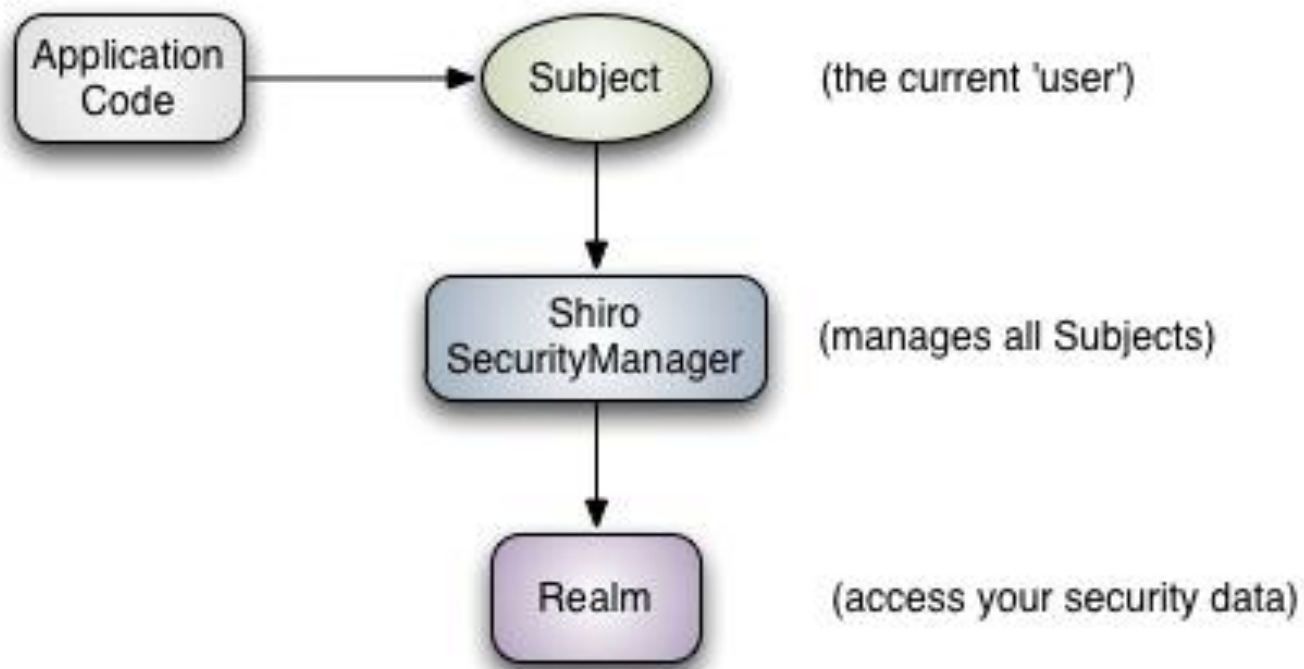 Application
Code
Subject
(the current 'user')
Shiro
SecurityManager
(manages all Subjects)
Realm
(access your security data)